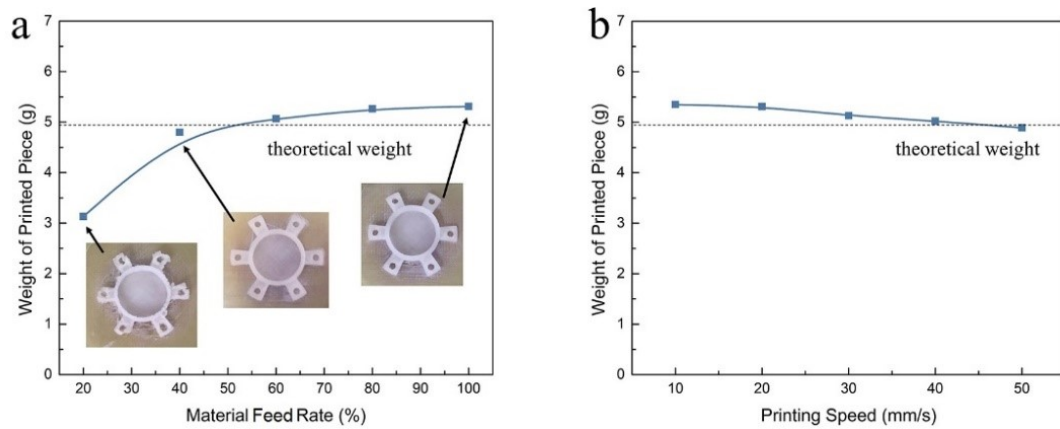 a
Weight of Printed Piece (g)
7
6
5
4
3
2
1
0
theoretical weight
20 30 40 50 60 70 80 90 100
Material Feed Rate (%)
b
Weight of Printed Piece (g)
7
6
5
4
3
2
1
0
theoretical weight
10 20 30 40 50
Printing Speed (mm/s)